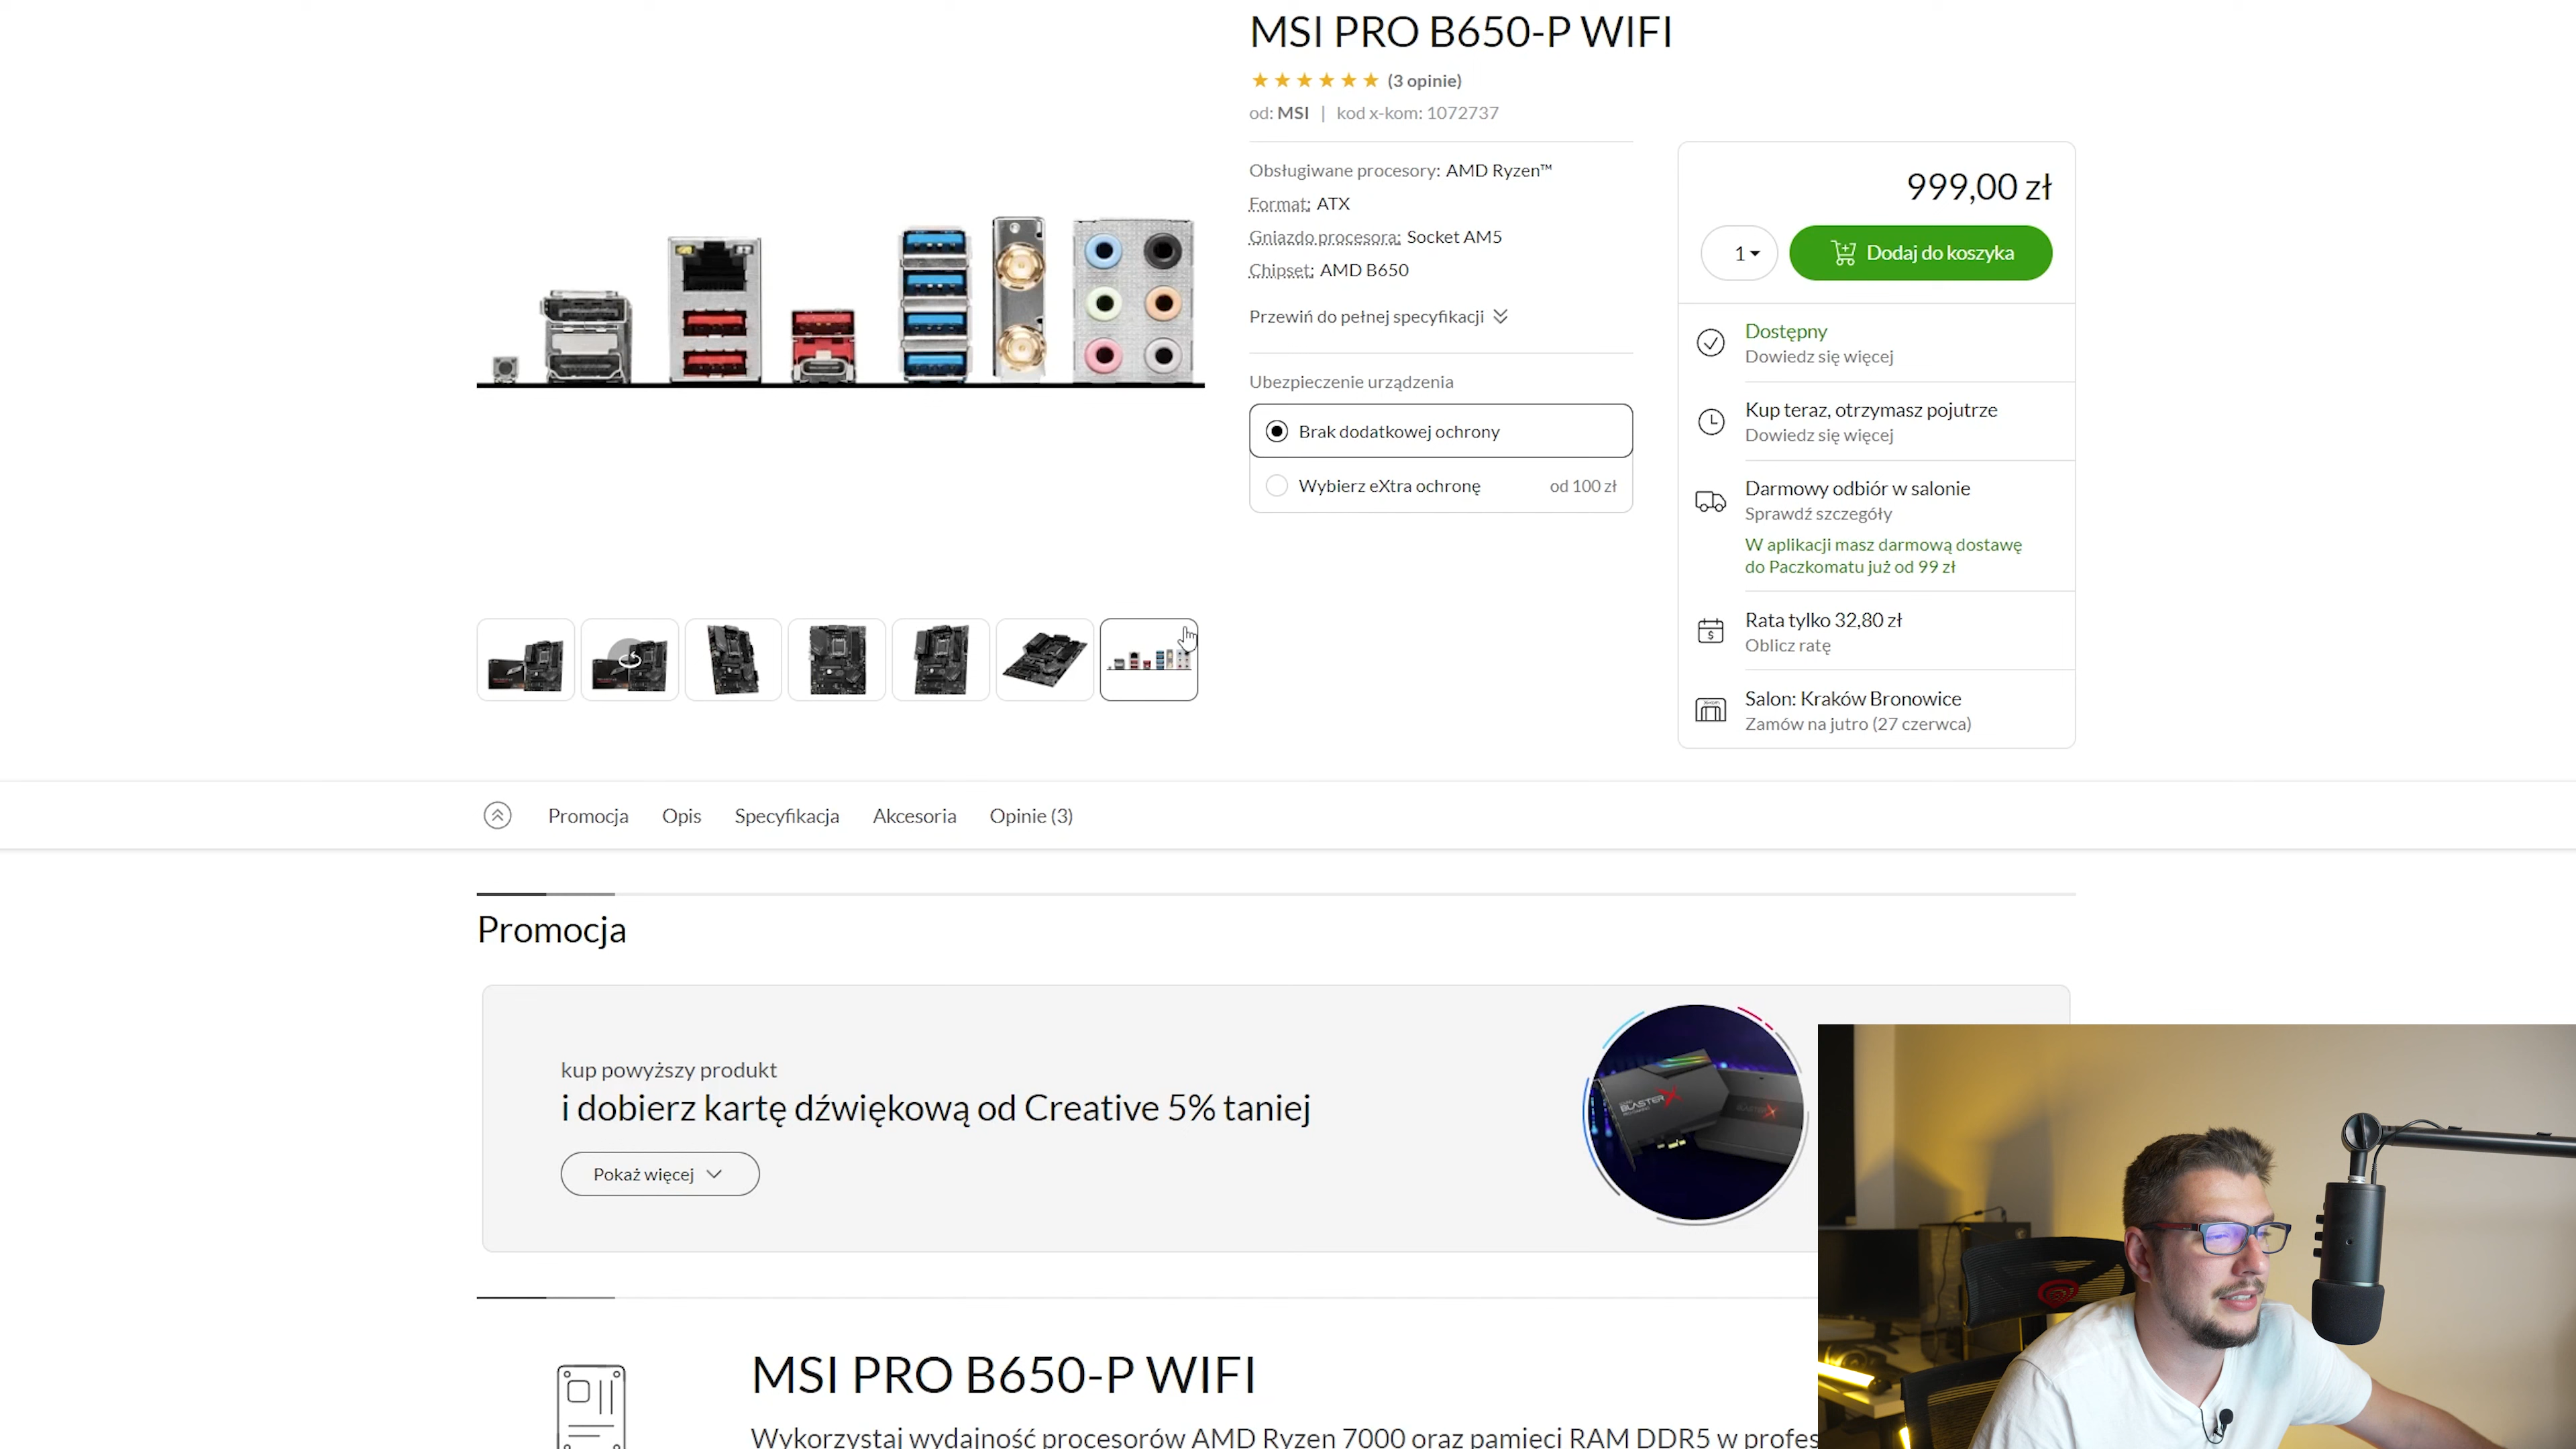 MSI PRO B650-P WIFI
(3 opinie)
od: MSI | kod x-kom: 1072737
Obsługiwane procesory: AMD Ryzen™
Format: ATX
Gniazdo procesora: Socket AM5
Chipset: AMD B650
Przewiń do pełnej specyfikacji
Ubezpieczenie urządzenia
Brak dodatkowej ochrony
Wybierz eXtra ochronę od 100 zł
999,00 zł
1 Dodaj do koszyka
Dostępny
Dowiedz się więcej
Kup teraz, otrzymasz pojutrze
Dowiedz się więcej
Darmowy odbiór w salonie
Sprawdź szczegóły
W aplikacji masz darmową dostawę
do Paczkomatu już od 99 zł
Rata tylko 32,80 zł
Oblicz ratę
Salon: Kraków Bronowice
Zamów na jutro (27 czerwca)
Promocja Opis Specyfikacja Akcesoria Opinie (3)
Promocja
kup powyższy produkt
i dobierz kartę dźwiękową od Creative 5% taniej
Pokaż więcej
BLASTERX
MSI PRO B650-P WIFI
Wykorzystaj wydajność procesorów AMD Ryzen 7000 oraz pamięci RAM DDR5 w profes